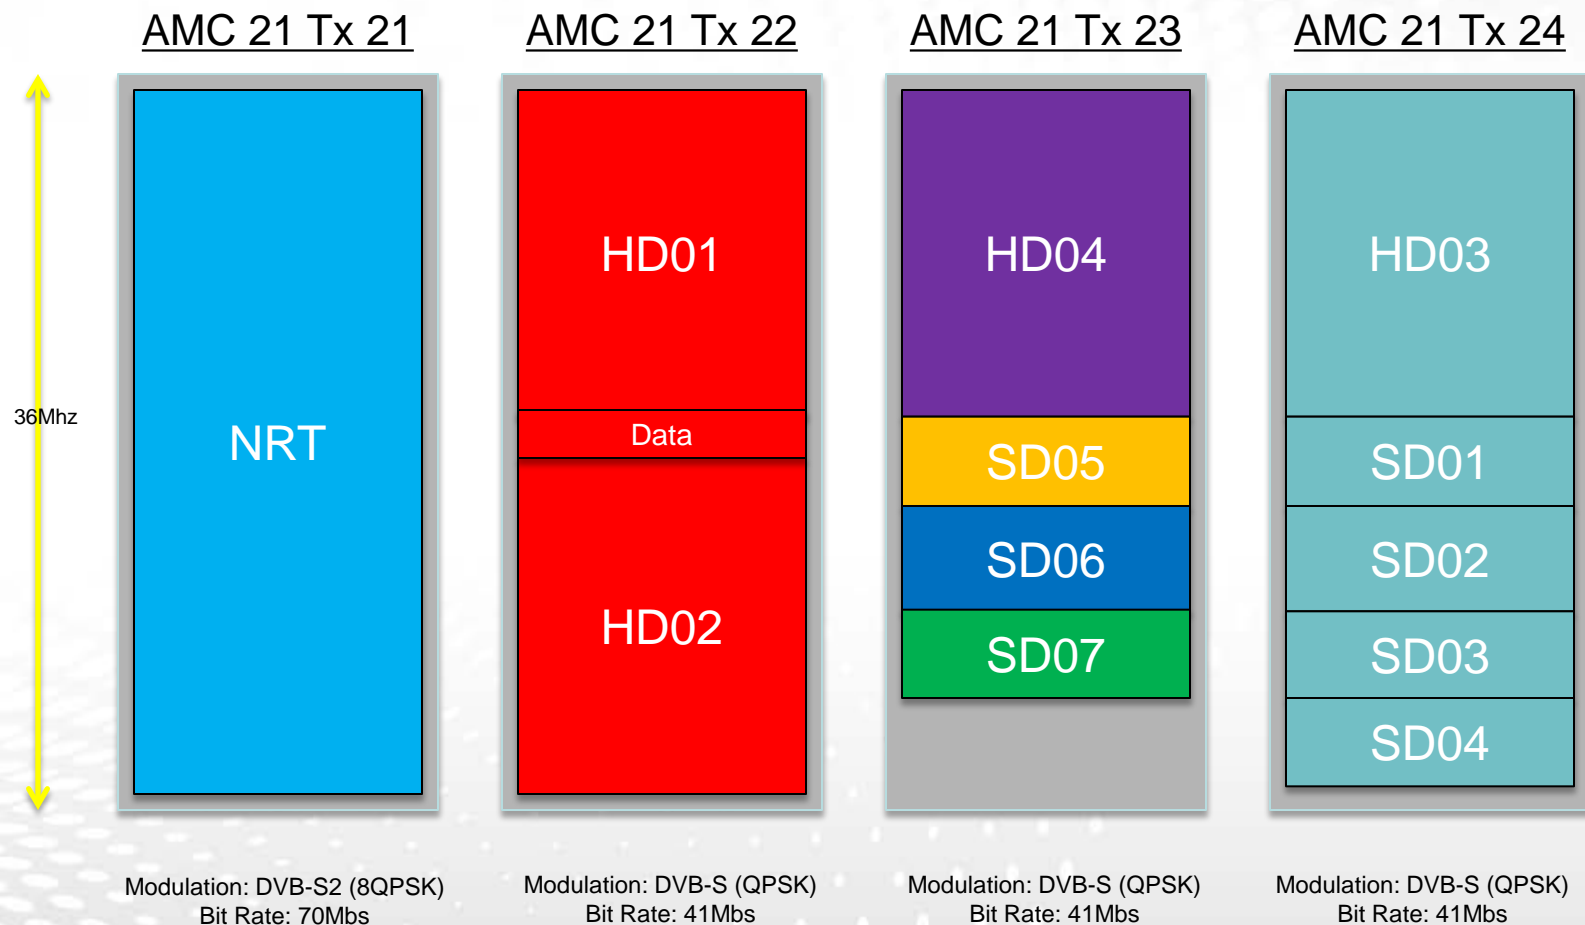 AMC 21 Tx 21
AMC 21 Tx 22
AMC 21 Tx 23
AMC 21 Tx 24
36Mhz
NRT
HD01
Data
HD02
HD04
SD05
SD06
SD07
HD03
SD01
SD02
SD03
SD04
Modulation: DVB-S2 (8QPSK)
Bit Rate: 70Mbs
Modulation: DVB-S (QPSK)
Bit Rate: 41Mbs
Modulation: DVB-S (QPSK)
Bit Rate: 41Mbs
Modulation: DVB-S (QPSK)
Bit Rate: 41Mbs